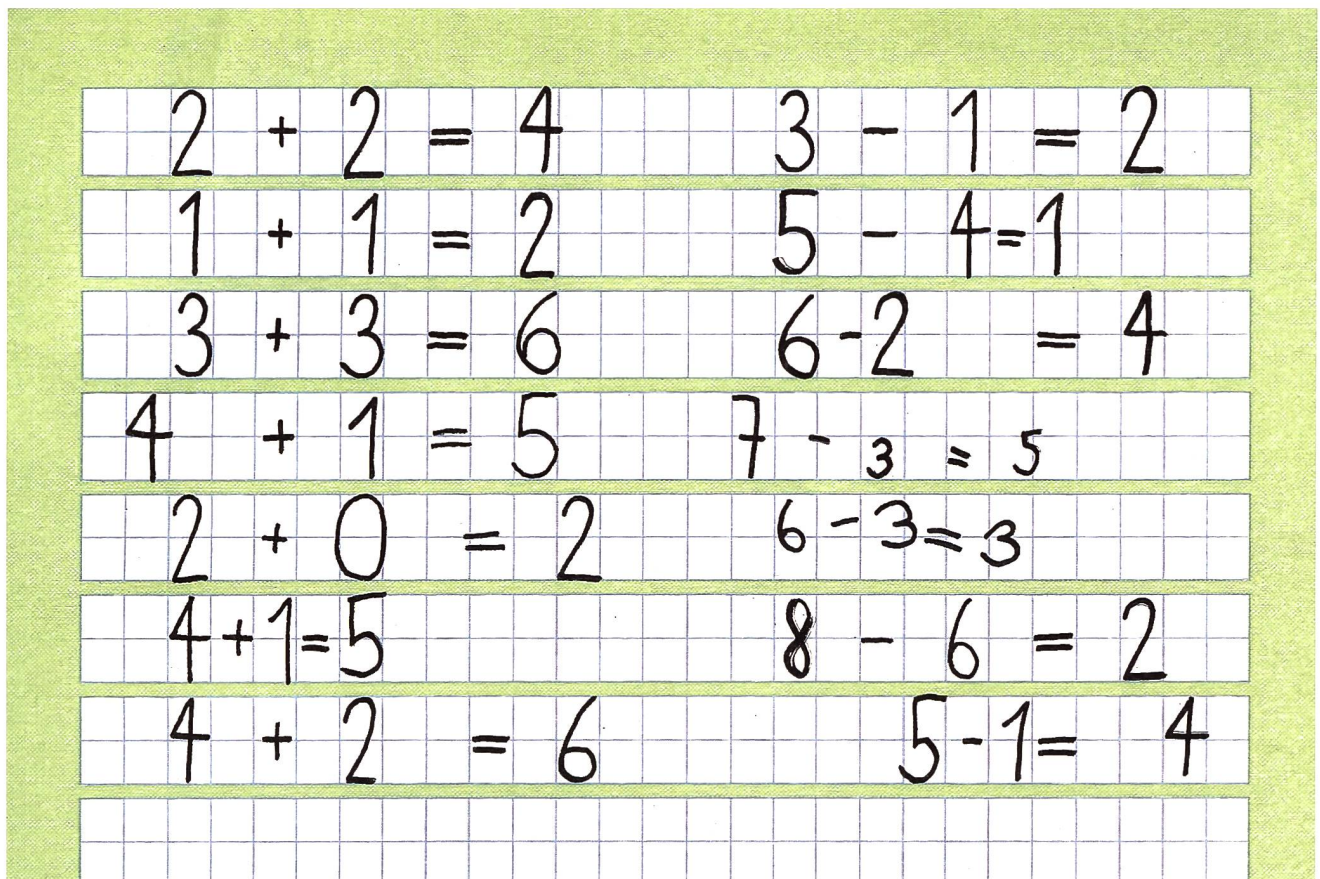 2 + 2 = 4 3 - 1 = 2
1 + 1 = 2 5 - 4 = 1
3 + 3 = 6 6 - 2 = 4
4 + 1 = 5 7 - 3 = 5
2 + 0 = 2 6 - 3 = 3
4 + 1 = 5 8 - 6 = 2
4 + 2 = 6 5 - 1 = 4